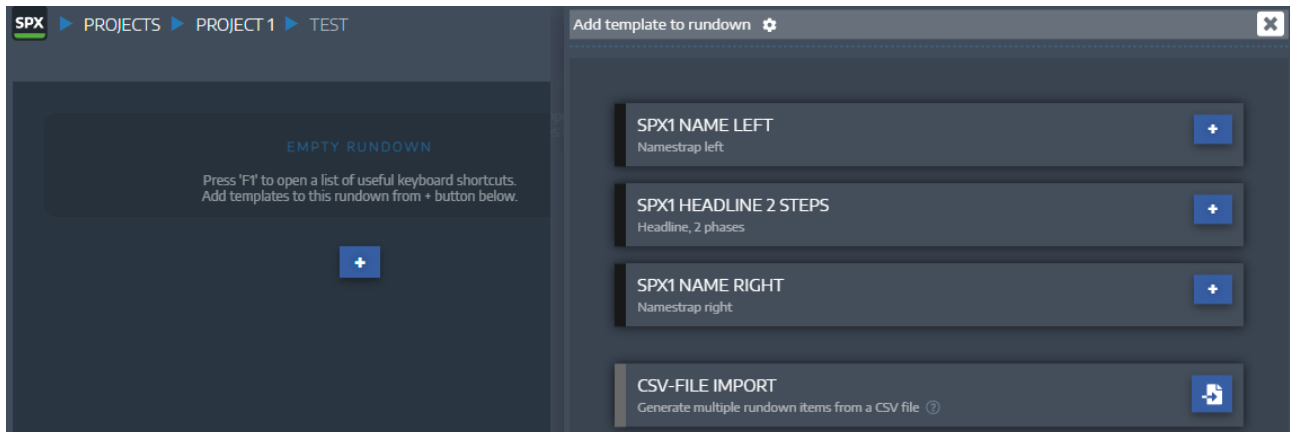 SPX PROJECTS PROJECT 1 TEST
EMPTY RUNDOWN
Press 'F1' to open a list of useful keyboard shortcuts.
Add templates to this rundown from + button below.
+
Add template to rundown
SPX1 NAME LEFT
Namestrap left
+
SPX1 HEADLINE 2 STEPS
Headline, 2 phases
+
SPX1 NAME RIGHT
Namestrap right
+
CSV-FILE IMPORT
Generate multiple rundown items from a CSV file ?